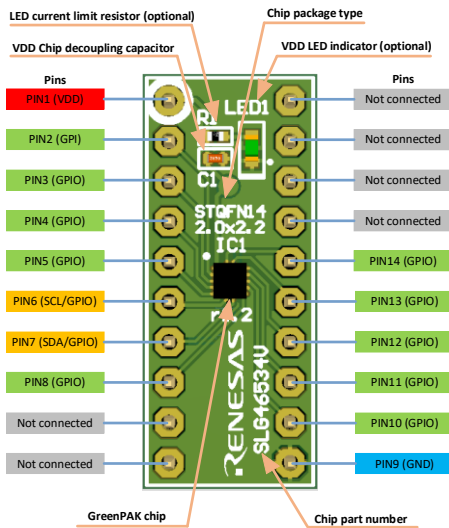 LED current limit resistor (optional)
Chip package type
VDD Chip decoupling capacitor
VDD LED indicator (optional)
Pins
Pins
PIN1 (VDD)
PIN2 (GPI)
PIN3 (GPIO)
PIN4 (GPIO)
PIN5 (GPIO)
PIN6 (SCL/GPIO)
PIN7 (SDA/GPIO)
PIN8 (GPIO)
Not connected
Not connected
LED1
C1
STQFN14
2.0x2.2
IC1
RENESAS
SLG46534V
Not connected
Not connected
Not connected
Not connected
PIN14 (GPIO)
PIN13 (GPIO)
PIN12 (GPIO)
PIN11 (GPIO)
PIN10 (GPIO)
PIN9 (GND)
GreenPAK chip
Chip part number